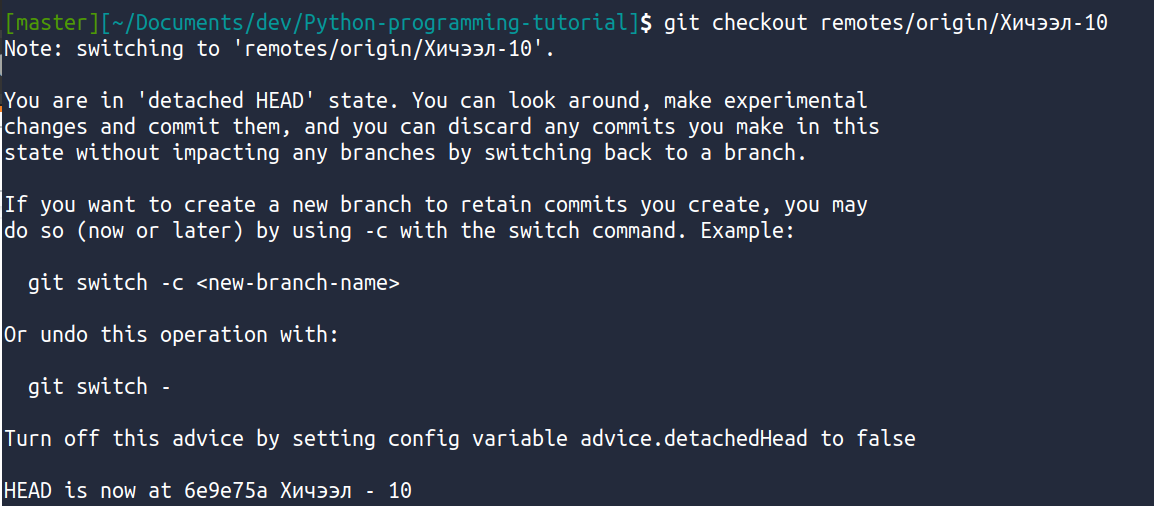 [master][~/Documents/dev/Python-programming-tutorial]$ git checkout remotes/origin/Хичээл-10
Note: switching to 'remotes/origin/Хичээл-10'.
You are in 'detached HEAD' state. You can look around, make experimental
changes and commit them, and you can discard any commits you make in this
state without impacting any branches by switching back to a branch.
If you want to create a new branch to retain commits you create, you may
do so (now or later) by using -c with the switch command. Example:
git switch -c <new-branch-name>
Or undo this operation with:
git switch -
Turn off this advice by setting config variable advice.detachedHead to false
HEAD is now at 6e9e75a Хичээл - 10